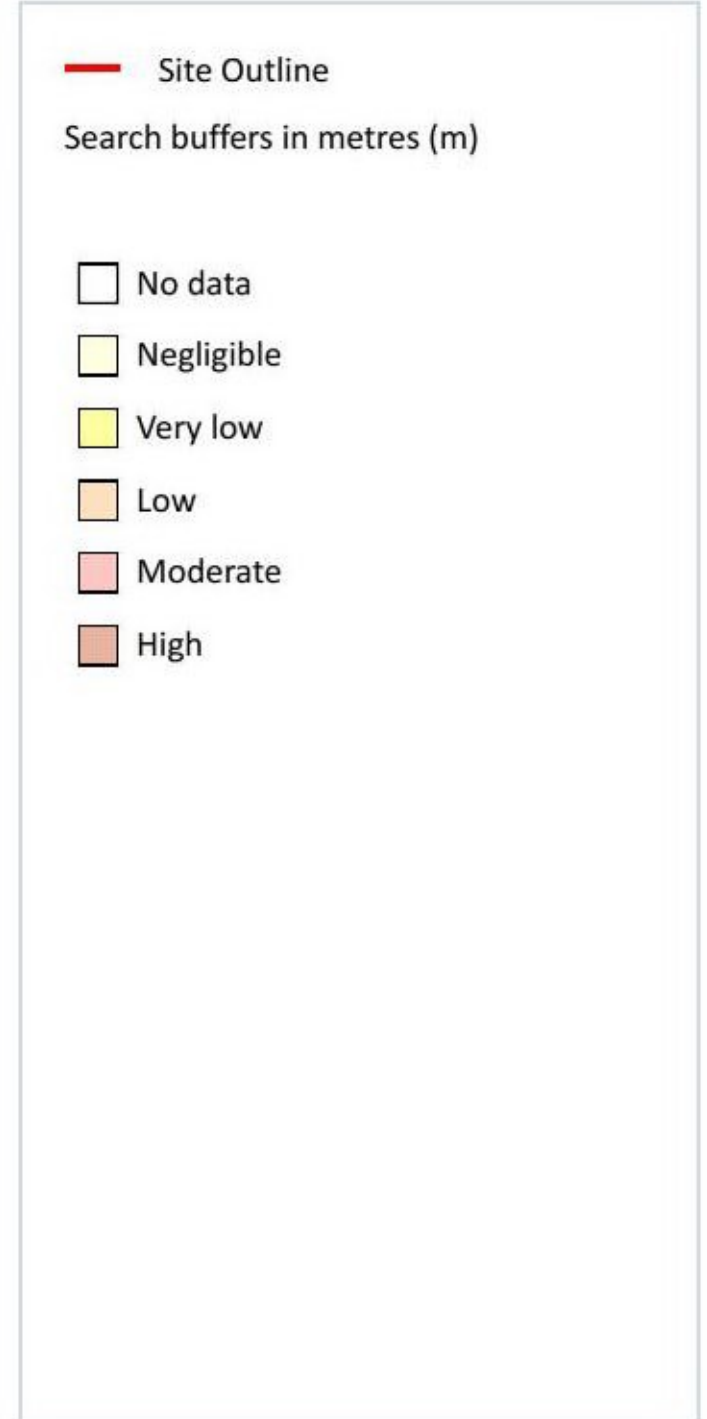 Site Outline
Search buffers in metres (m)
No data
Negligible
Very low
Low
Moderate
High